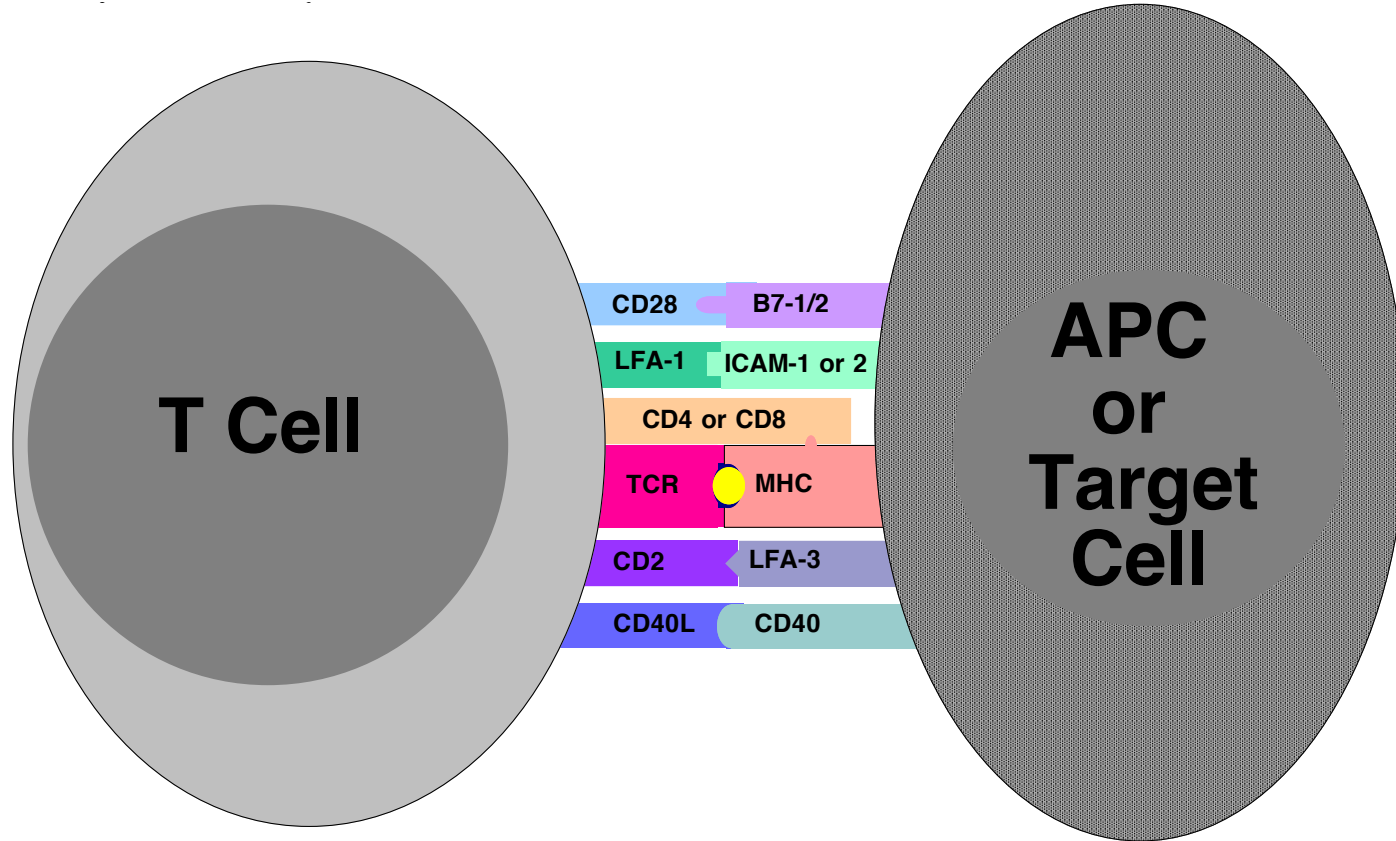 CD28 B7-1/2
LFA-1 ICAM-1 or 2
CD4 or CD8
TCR MHC
CD2 LFA-3
CD40L CD40
T Cell
APC
or
Target
Cell